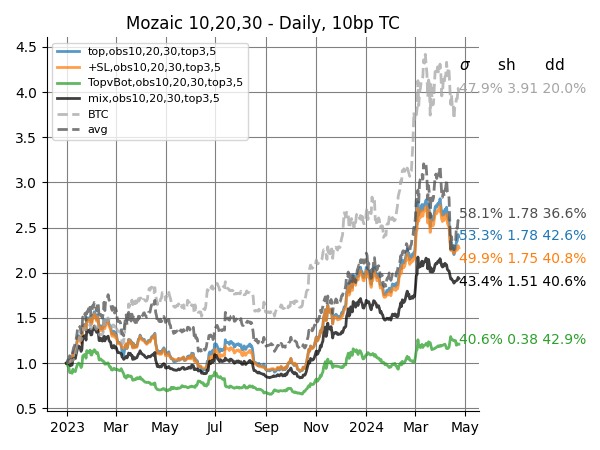 Mozaic 10,20,30 - Daily, 10bp TC
4.5
4.0
3.5
3.0
2.5
2.0
1.5
1.0
0.5
top,obs10,20,30,top3,5
+SL,obs10,20,30,top3,5
TopvBot,obs10,20,30,top3,5
mix,obs10,20,30,top3,5
BTC
avg
σ sh dd
47.9% 3.91 20.0%
58.1% 1.78 36.6%
53.3% 1.78 42.6%
49.9% 1.75 40.8%
43.4% 1.51 40.6%
40.6% 0.38 42.9%
2023 Mar May Jul Sep Nov 2024 Mar May